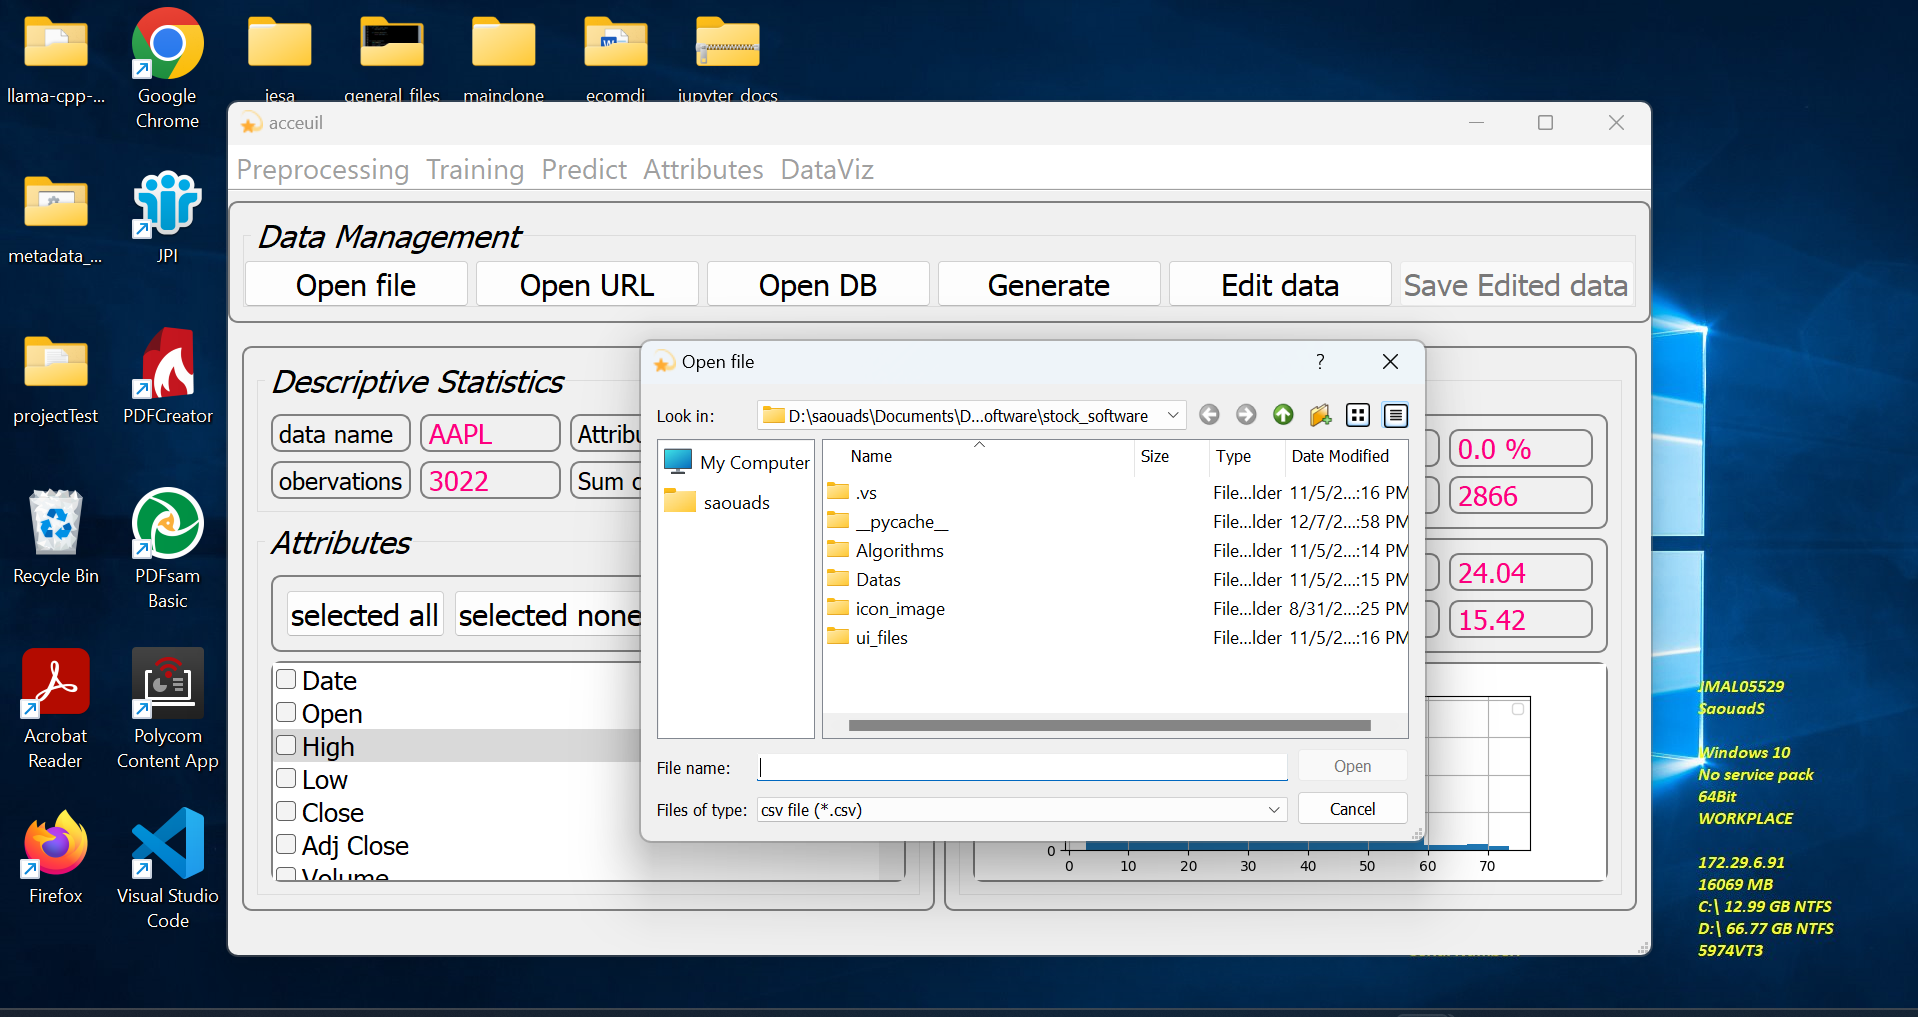 llama-cpp-...
Google
Chrome
iesa
general_files
mainclone
ecomdi
jupyter_docs
metadata_...
JPI
projectTest
PDFCreator
Recycle Bin
PDFsam
Basic
Acrobat
Reader
Polycom
Content App
Firefox
Visual Studio
Code
acceuil
Preprocessing Training Predict Attributes DataViz
Data Management
Open file Open URL Open DB Generate Edit data Save Edited data
Descriptive Statistics
data name AAPL Attribu
0.0 %
obervations 3022 Sum
2866
Attributes
24.04
15.42
selected all selected none
Date
Open
High
Low
Close
Adj Close
Volume
0
0 10 20 30 40 50 60 70
Open file ?
Look in: D:\saouads\Documents\D...oftware\stock_software
My Computer
saouads
Name Size Type Date Modified
.vs File...lder 11/5/2...:16 PM
__pycache__ File...lder 12/7/2...:58 PM
Algorithms File...lder 11/5/2...:14 PM
Datas File...lder 11/5/2...:15 PM
icon_image File...lder 8/31/2...:25 PM
ui_files File...lder 11/5/2...:16 PM
File name: Open
Files of type: csv file (*.csv) Cancel
JMAL05529
SaouadS
Windows 10
No service pack
64Bit
WORKPLACE
172.29.6.91
16069 MB
C:\ 12.99 GB NTFS
D:\ 66.77 GB NTFS
5974VT3